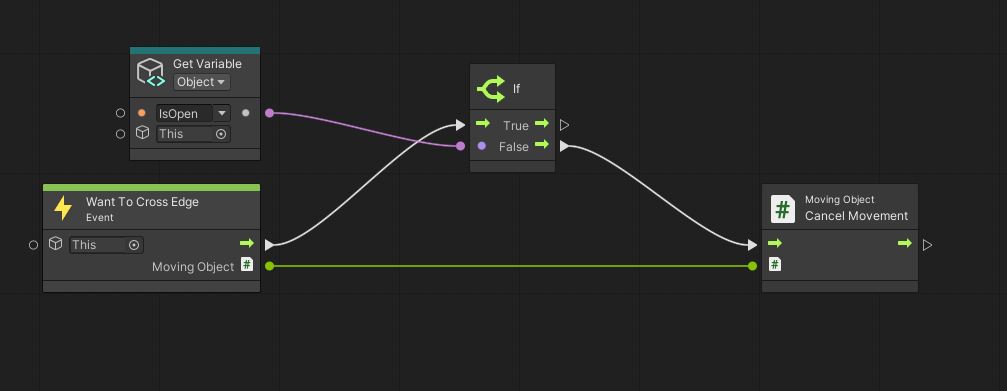 Get Variable
Object
IsOpen
This
If
True
False
Want To Cross Edge
Event
This
Moving Object
#
Moving Object
Cancel Movement
#
#